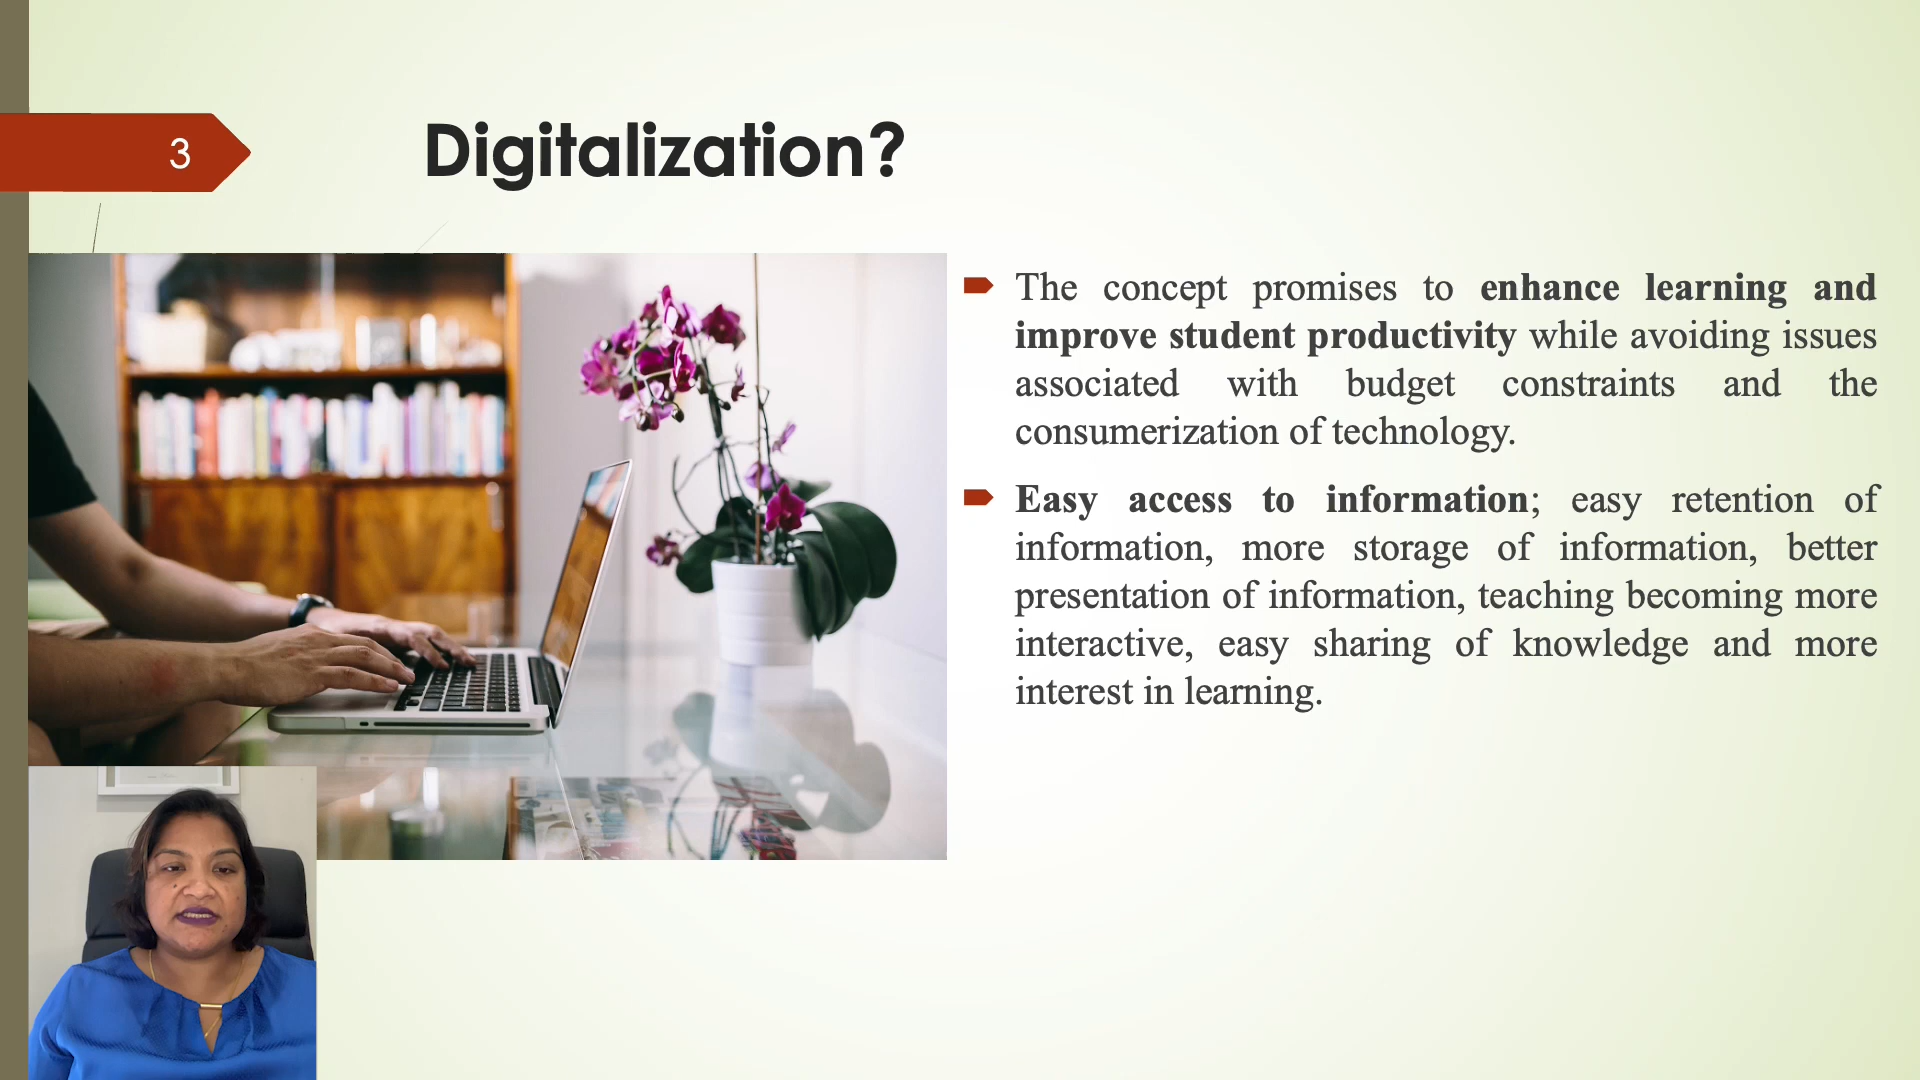 3
Digitalization?
The concept promises to enhance learning and
improve student productivity while avoiding issues
associated with budget constraints and the
consumerization of technology.
Easy access to information; easy retention of
information, more storage of information, better
presentation of information, teaching becoming more
interactive, easy sharing of knowledge and more
interest in learning.